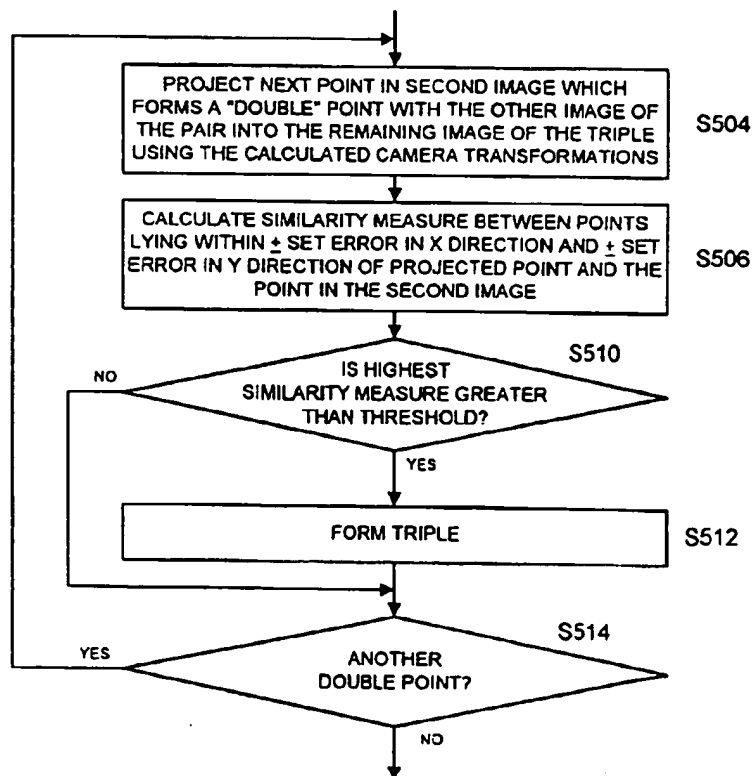 PROJECT NEXT POINT IN SECOND IMAGE WHICH
FORMS A "DOUBLE" POINT WITH THE OTHER IMAGE OF
THE PAIR INTO THE REMAINING IMAGE OF THE TRIPLE
USING THE CALCULATED CAMERA TRANSFORMATIONS
S504
CALCULATE SIMILARITY MEASURE BETWEEN POINTS
LYING WITHIN ± SET ERROR IN X DIRECTION AND ± SET
ERROR IN Y DIRECTION OF PROJECTED POINT AND THE
POINT IN THE SECOND IMAGE
S506
S510
NO
IS HIGHEST
SIMILARITY MEASURE GREATER
THAN THRESHOLD?
YES
FORM TRIPLE
S512
S514
YES
ANOTHER
DOUBLE POINT?
NO